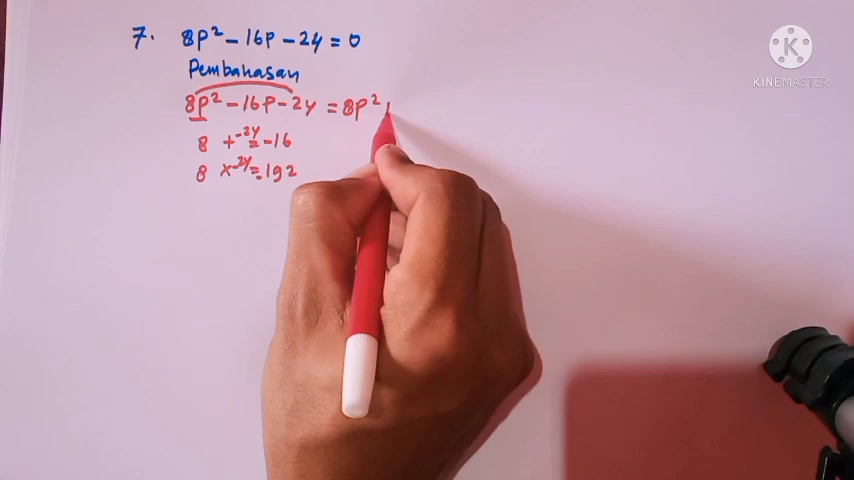 7. 8p² - 16p - 24 = 0
Pembahasan
8p² - 16p - 24 = 8p²
8 + -24 = -16
8 x -24 = -192
K
KINEMASTER